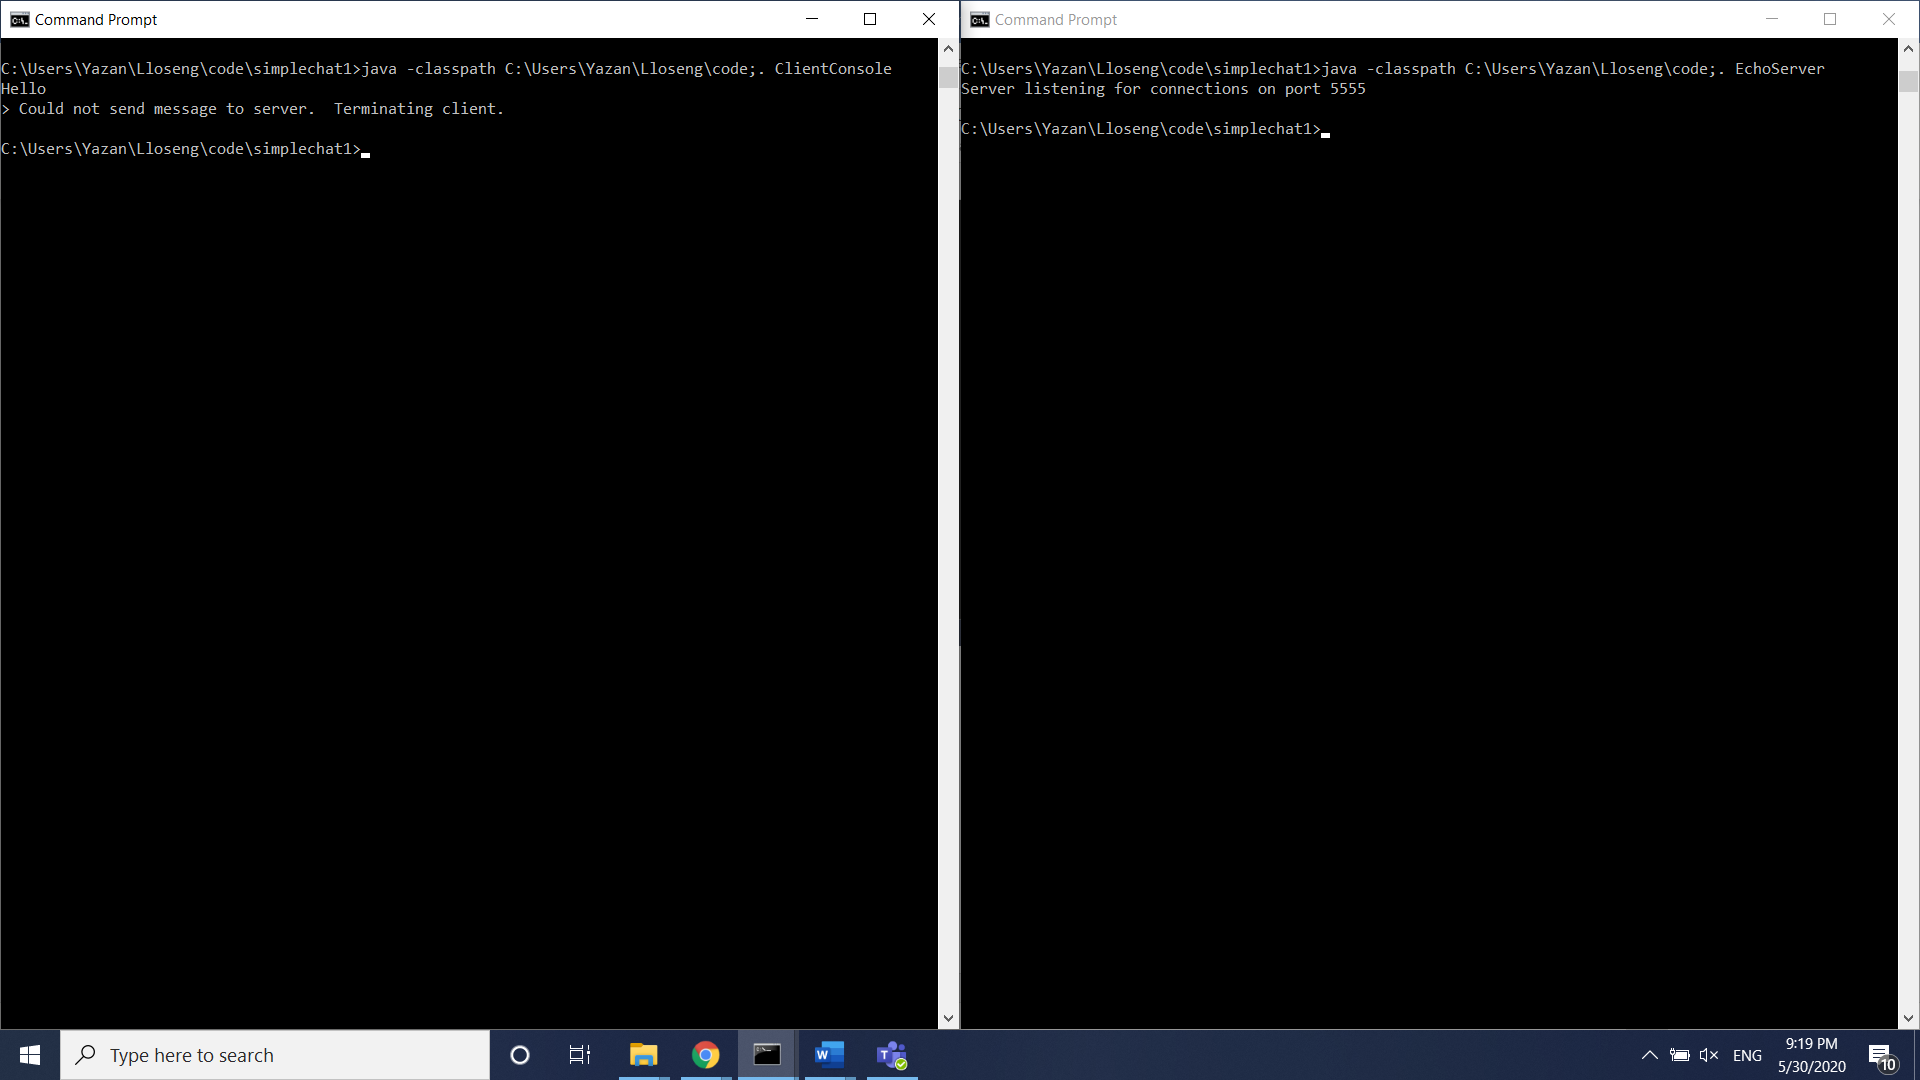 Command Prompt
C:\Users\Yazan\Lloseng\code\simplechat1>java -classpath C:\Users\Yazan\Lloseng\code;. ClientConsole
Hello
> Could not send message to server.  Terminating client.
C:\Users\Yazan\Lloseng\code\simplechat1>
Command Prompt
C:\Users\Yazan\Lloseng\code\simplechat1>java -classpath C:\Users\Yazan\Lloseng\code;. EchoServer
Server listening for connections on port 5555
C:\Users\Yazan\Lloseng\code\simplechat1>
Type here to search
ENG
9:19 PM
5/30/2020
10